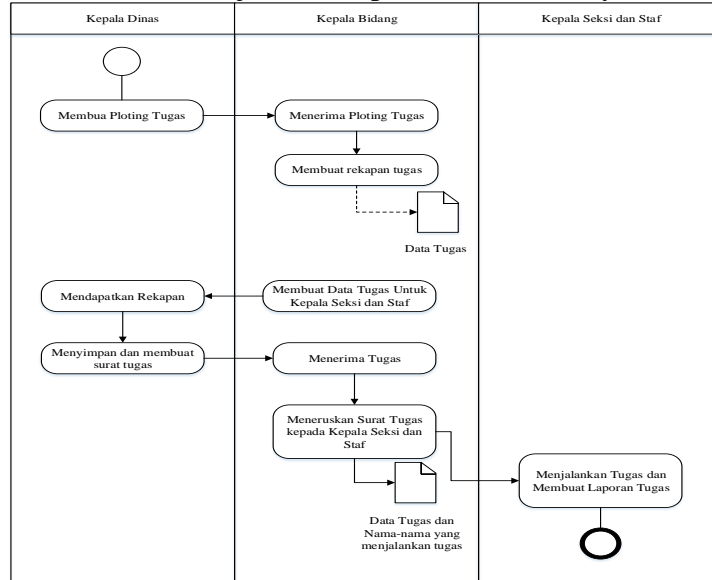 Kepala Dinas
Kepala Bidang
Kepala Seksi dan Staf
Membua Ploting Tugas
Menerima Ploting Tugas
Membuat rekapan tugas
Data Tugas
Mendapatkan Rekapan
Membuat Data Tugas Untuk
Kepala Seksi dan Staf
Menyimpan dan membuat
surat tugas
Menerima Tugas
Meneruskan Surat Tugas
kepada Kepala Seksi dan
Staf
Menjalankan Tugas dan
Membuat Laporan Tugas
Data Tugas dan
Nama-nama yang
menjalankan tugas